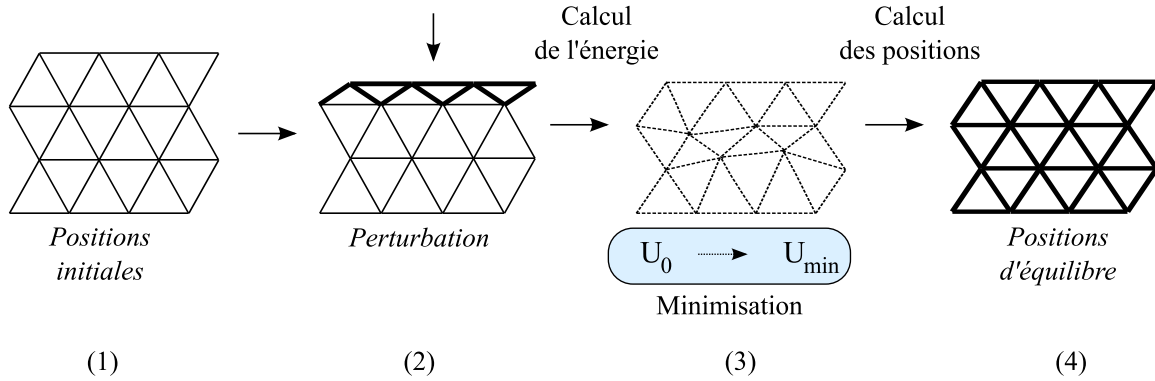 Calcul
de l'énergie
Calcul
des positions
Positions
initiales
Perturbation
U0
Umin
Minimisation
Positions
d'équilibre
(1)
(2)
(3)
(4)